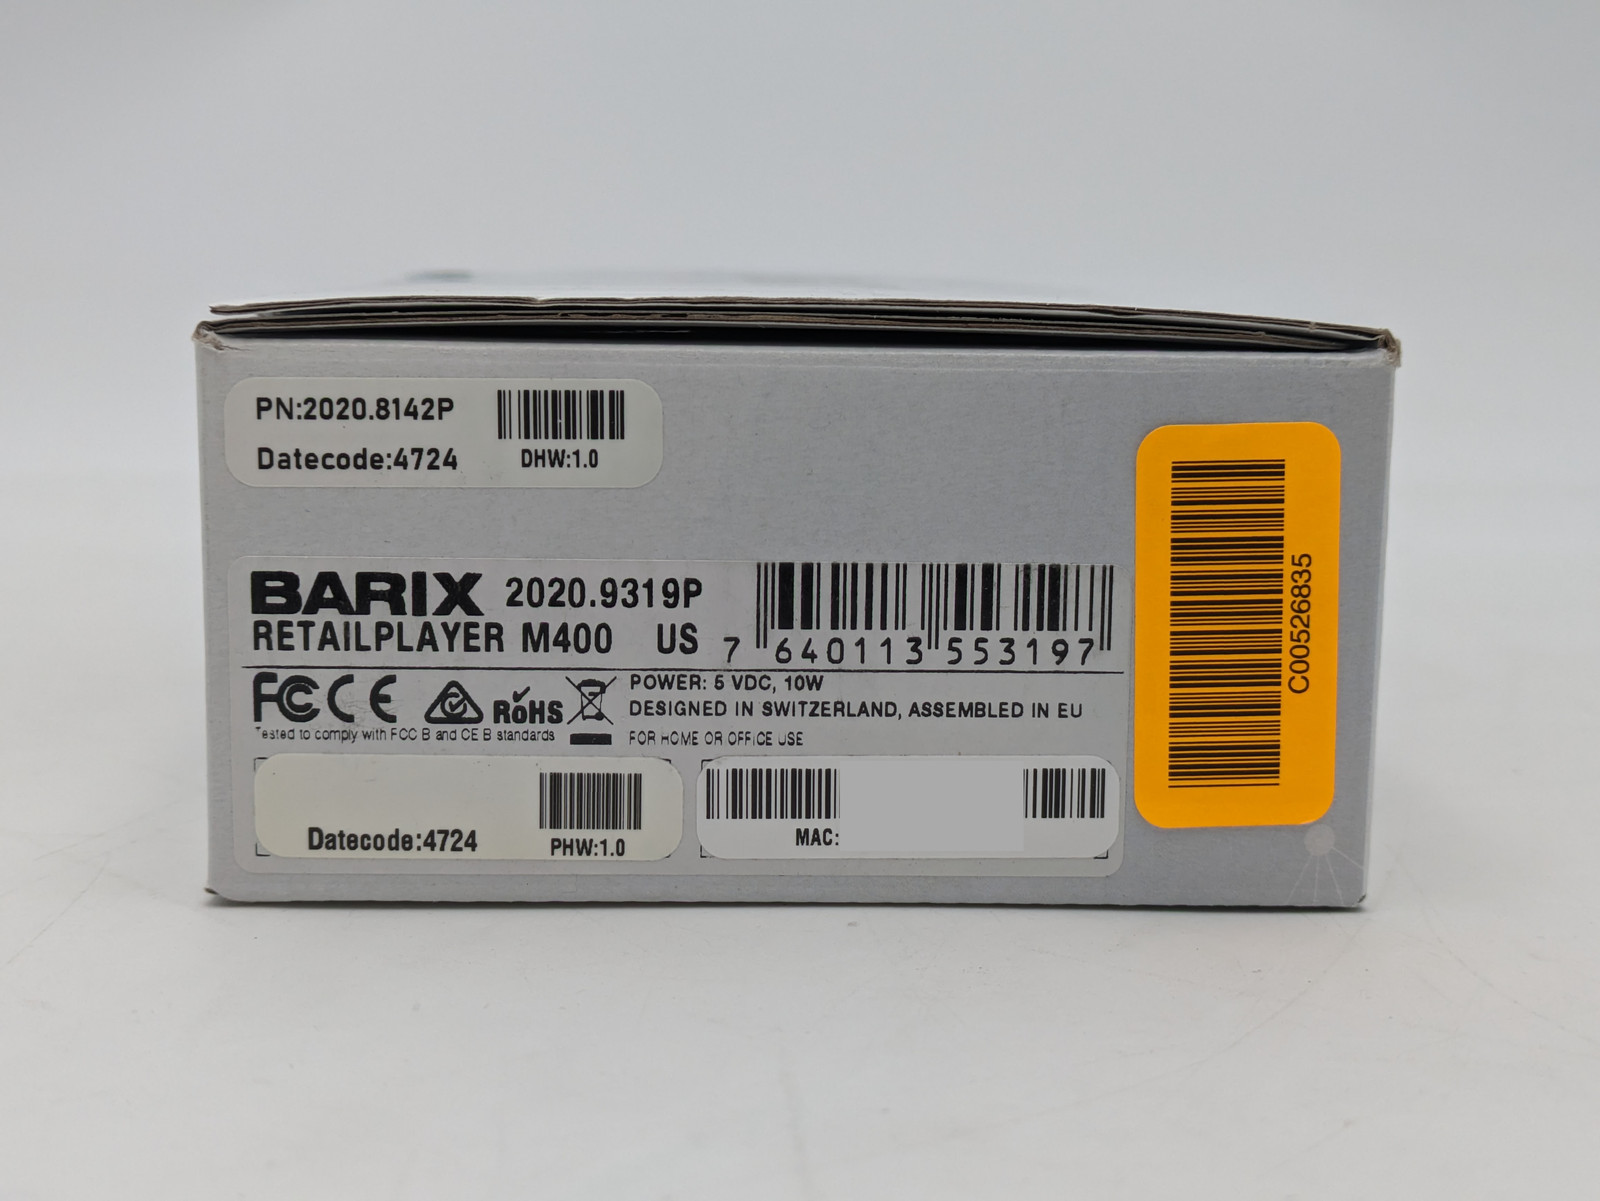 PN:2020.8142P
Datecode:4724
DHW:1.0
BARIX 2020.9319P
RETAILPLAYER M400 US
7 640113 553197
FC CE RoHS
POWER: 5 VDC, 10W
DESIGNED IN SWITZERLAND, ASSEMBLED IN EU
Tested to comply with FCC B and CE B standards
FOR HOME OR OFFICE USE
Datecode:4724
PHW:1.0
MAC:
C00526835